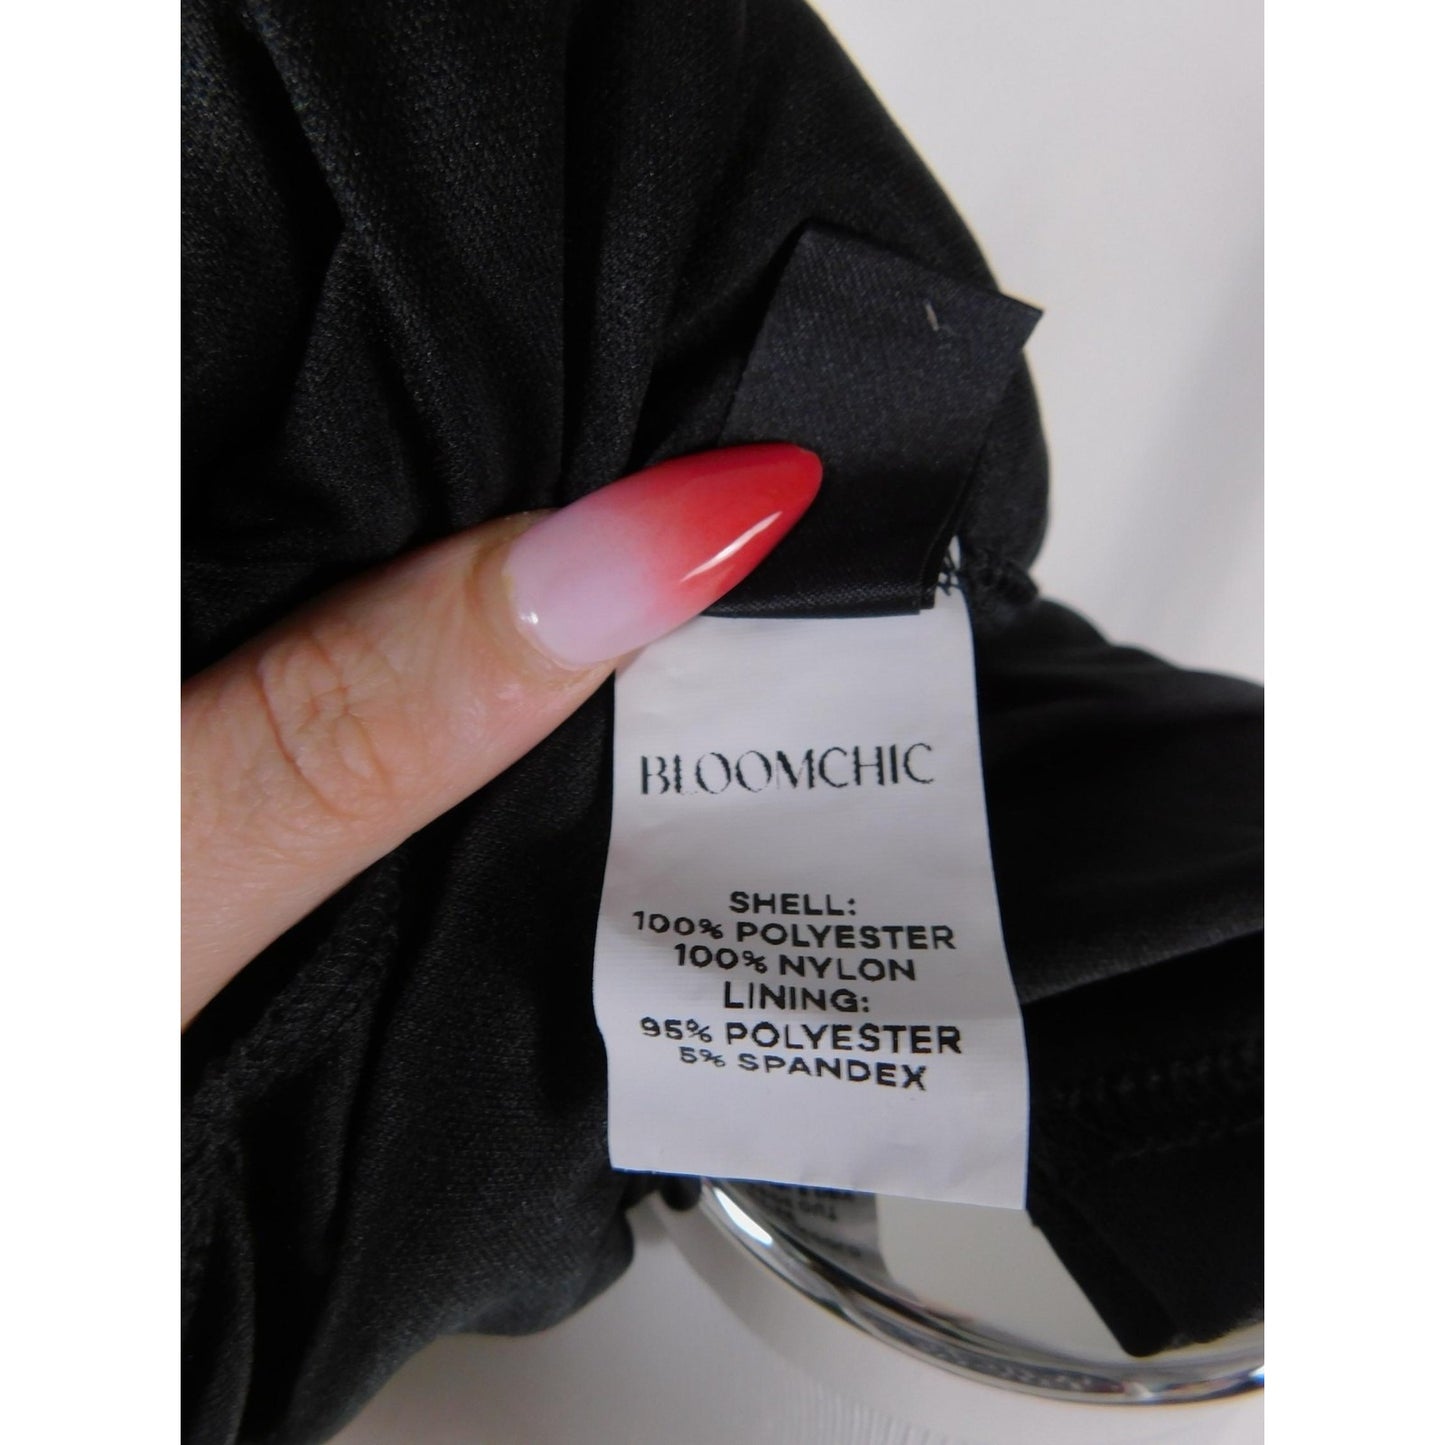 BLOOMCHIC
SHELL:
100% POLYESTER
100% NYLON
LINING:
95% POLYESTER
5% SPANDEX